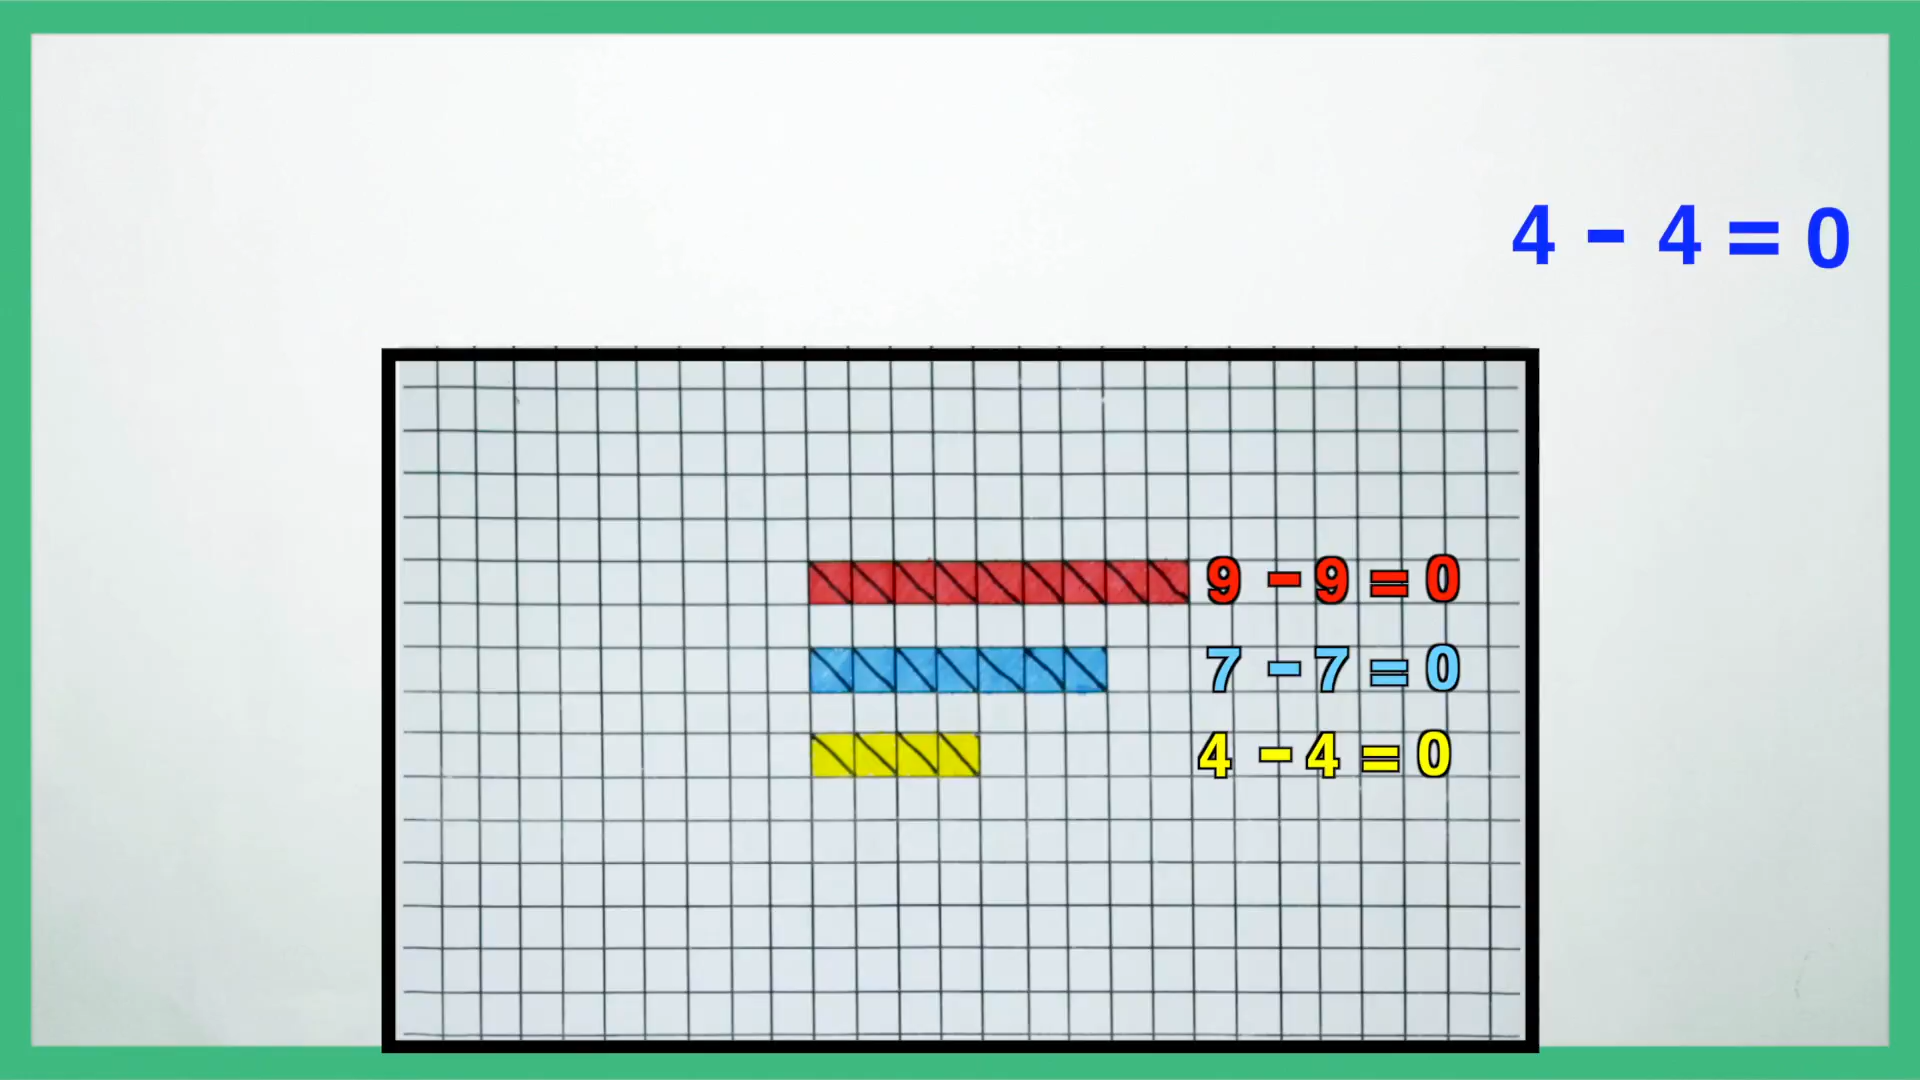 4 - 4 = 0
9 - 9 = 0
7 - 7 = 0
4 - 4 = 0